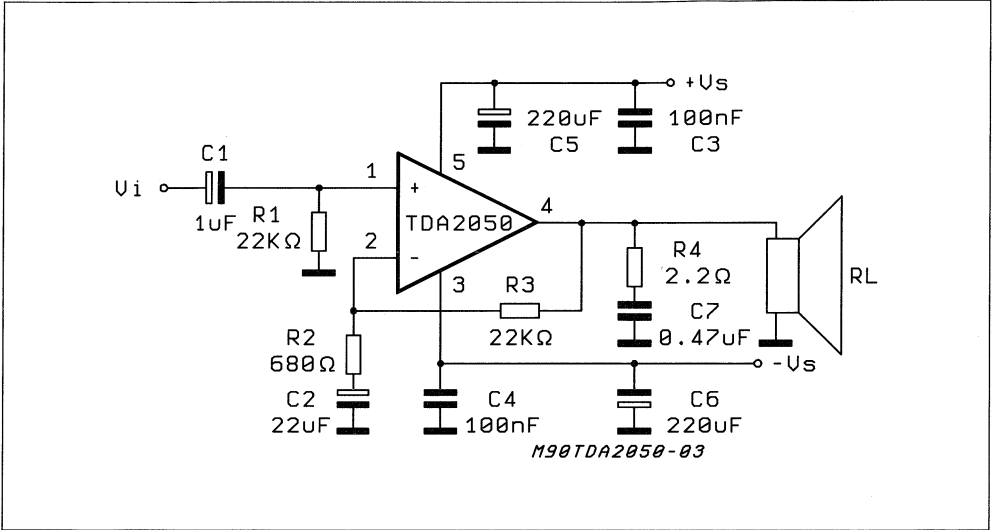 +Vs
220uF
C5
100nF
C3
C1
Vi
1uF
R1
22KΩ
1
+
5
TDA2050
4
2
-
3
R3
22KΩ
R4
2.2Ω
C7
0.47uF
RL
R2
680Ω
C2
22uF
C4
100nF
-Vs
C6
220uF
M90TDA2050-03